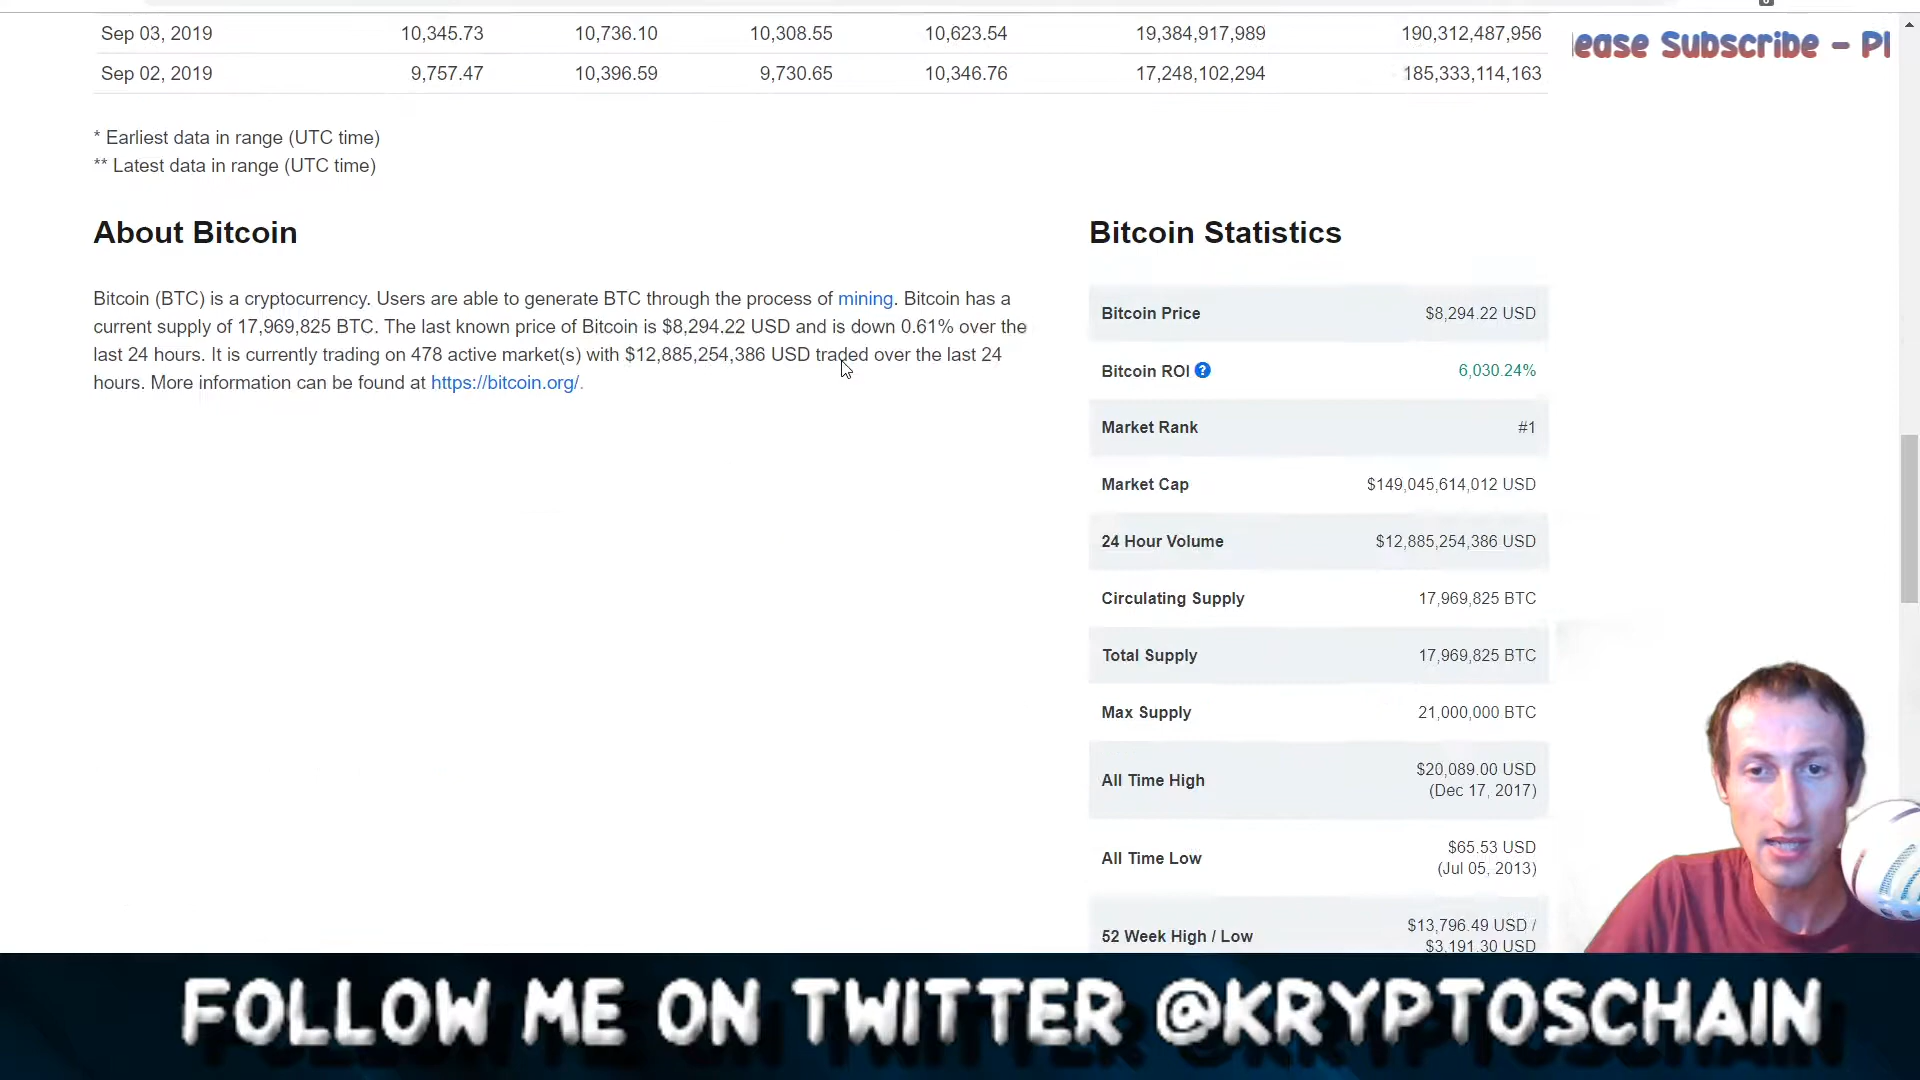 Sep 03, 2019 10,345.73 10,736.10 10,308.55 10,623.54 19,384,917,989 190,312,487,956
ease Subscribe - Pl
Sep 02, 2019 9,757.47 10,396.59 9,730.65 10,346.76 17,248,102,294 185,333,114,163
* Earliest data in range (UTC time)
** Latest data in range (UTC time)
About Bitcoin
Bitcoin (BTC) is a cryptocurrency. Users are able to generate BTC through the process of mining. Bitcoin has a
current supply of 17,969,825 BTC. The last known price of Bitcoin is $8,294.22 USD and is down 0.61% over the
last 24 hours. It is currently trading on 478 active market(s) with $12,885,254,386 USD traded over the last 24
hours. More information can be found at https://bitcoin.org/.
Bitcoin Statistics
Bitcoin Price $8,294.22 USD
Bitcoin ROI ? 6,030.24%
Market Rank #1
Market Cap $149,045,614,012 USD
24 Hour Volume $12,885,254,386 USD
Circulating Supply 17,969,825 BTC
Total Supply 17,969,825 BTC
Max Supply 21,000,000 BTC
All Time High $20,089.00 USD
(Dec 17, 2017)
All Time Low $65.53 USD
(Jul 05, 2013)
52 Week High / Low $13,796.49 USD /
$3,191.30 USD
FOLLOW ME ON TWITTER @KRYPTOSCHAIN